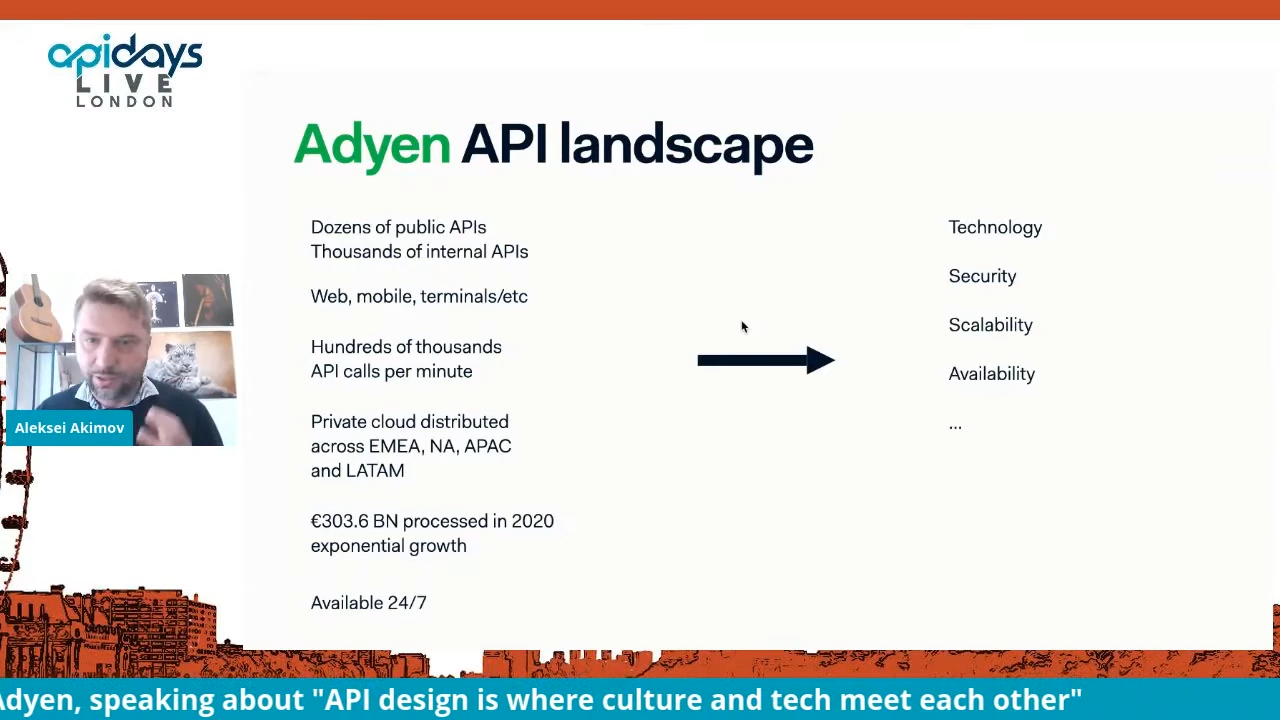 apidays
LIVE
LONDON
Adyen API landscape
Dozens of public APIs
Thousands of internal APIs
Web, mobile, terminals/etc
Hundreds of thousands
API calls per minute
Private cloud distributed
across EMEA, NA, APAC
and LATAM
€303.6 BN processed in 2020
exponential growth
Available 24/7
Technology
Security
Scalability
Availability
...
Aleksei Akimov
Adyen, speaking about "API design is where culture and tech meet each other"